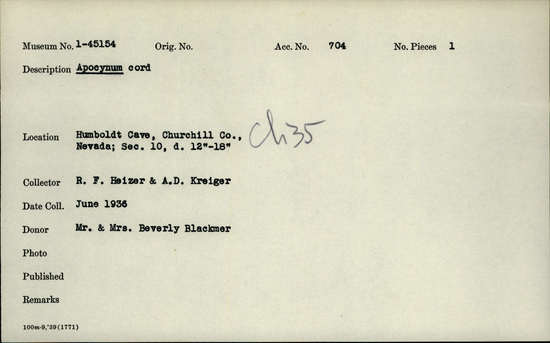 Museum No. 1-45154 Orig. No. Acc. No. 704 No. Pieces 1
Description Apocynum cord
Location Humboldt Cave, Churchill Co.,
Nevada; Sec. 10, d. 12"-18" Ch35
Collector R. F. Heizer & A.D. Kreiger
Date Coll. June 1936
Donor Mr. & Mrs. Beverly Blackmer
Photo
Published
Remarks
100m-9,'39(1771)